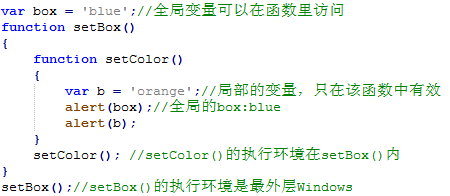 var box = 'blue';//全局变量可以在函数里访问
function setBox()
{
function setColor()
{
var b = 'orange';//局部的变量，只在该函数中有效
alert(box);//全局的box:blue
alert(b);
}
setColor(); //setColor()的执行环境在setBox()内
}
setBox();//setBox()的执行环境是最外层Windows